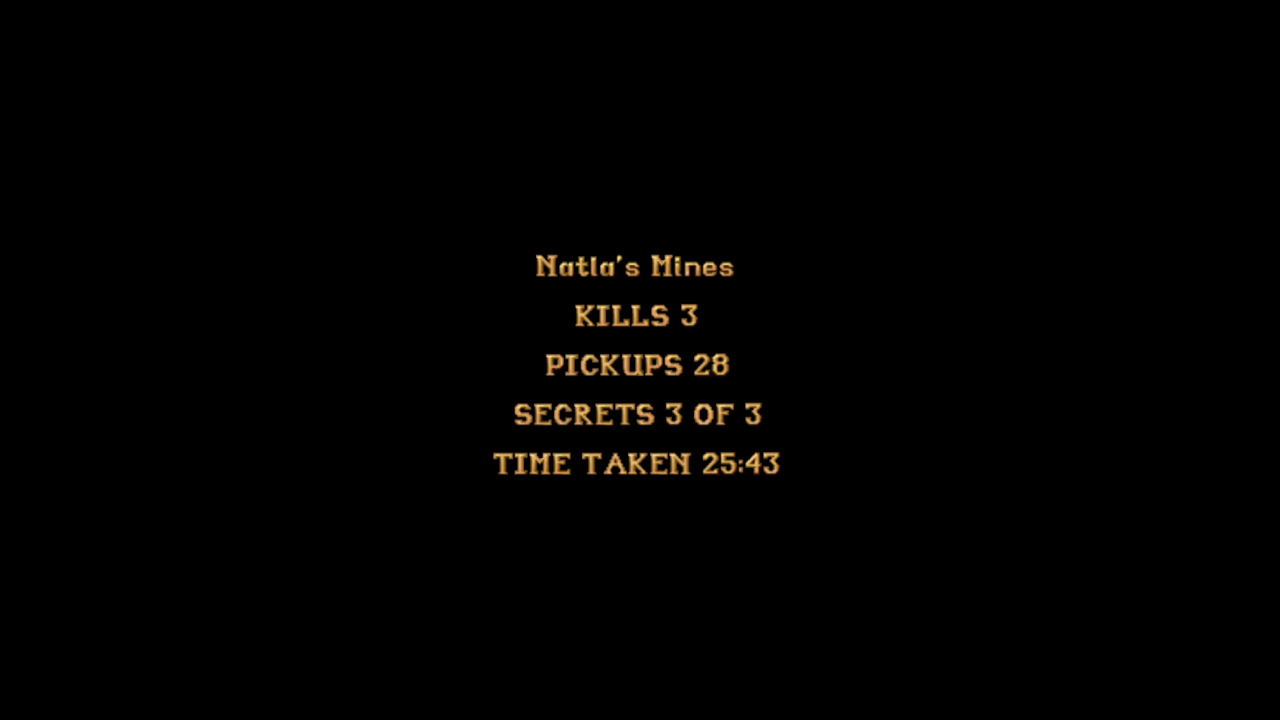 Natla's Mines
KILLS 3
PICKUPS 28
SECRETS 3 OF 3
TIME TAKEN 25:43